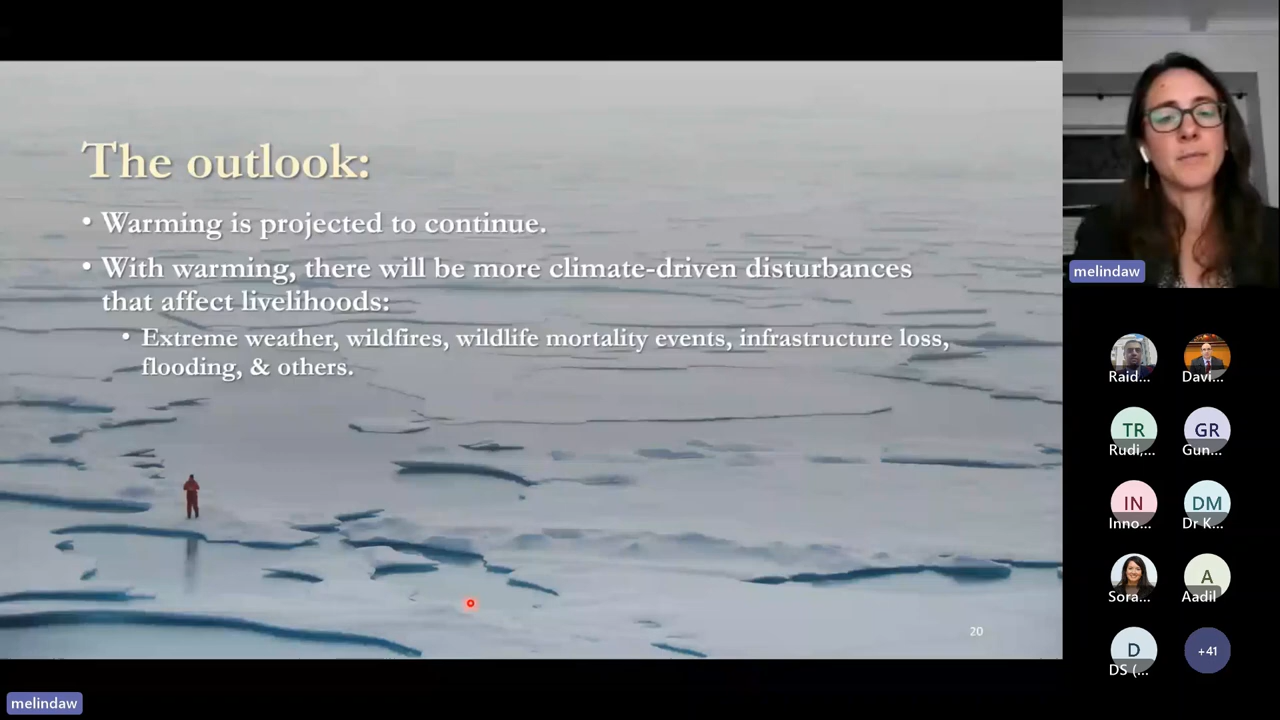 The outlook:
• Warming is projected to continue.
• With warming, there will be more climate-driven disturbances
that affect livelihoods:
• Extreme weather, wildfires, wildlife mortality events, infrastructure loss,
flooding, & others.
20
melindaw
melindaw
Raid...
Davi...
TR
Rudi,...
GR
Gun...
IN
Inno...
DM
Dr K...
Sora...
A
Aadil
D
DS (...
+41